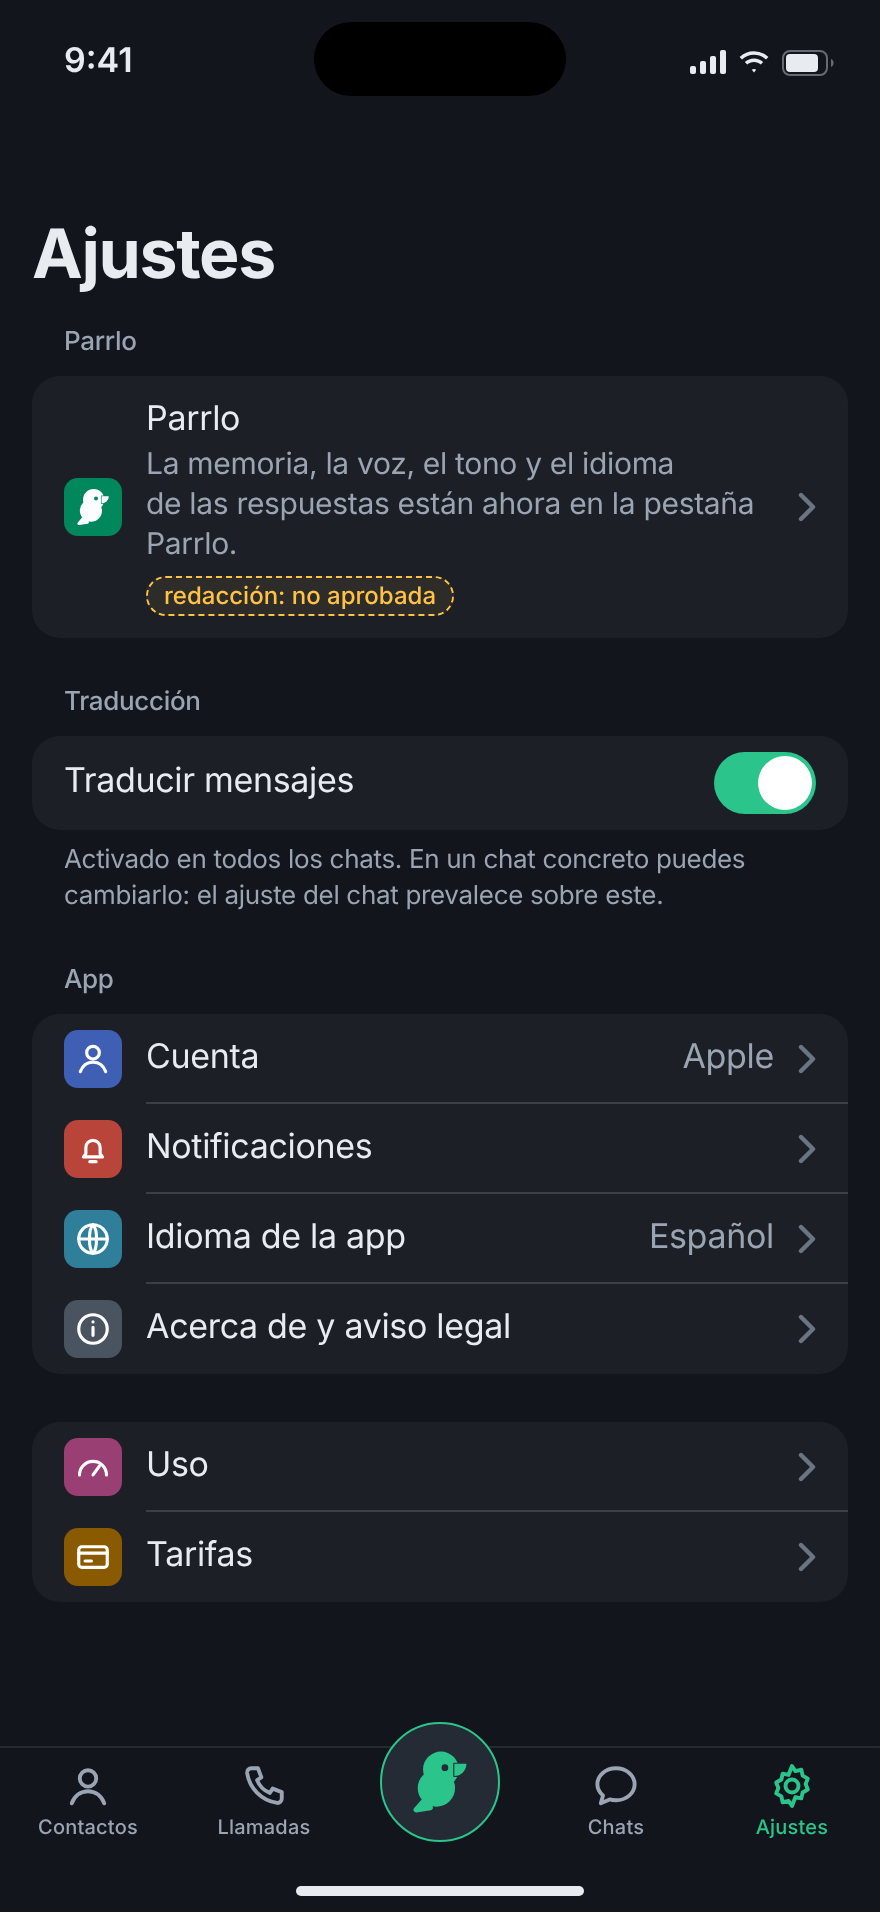 9:41
Ajustes
Parrlo
Parrlo
La memoria, la voz, el tono y el idioma
de las respuestas están ahora en la pestaña
Parrlo.
redacción: no aprobada
Traducción
Traducir mensajes
Activado en todos los chats. En un chat concreto puedes
cambiarlo: el ajuste del chat prevalece sobre este.
App
Cuenta Apple
Notificaciones
Idioma de la app Español
Acerca de y aviso legal
Uso
Tarifas
Contactos Llamadas Chats Ajustes